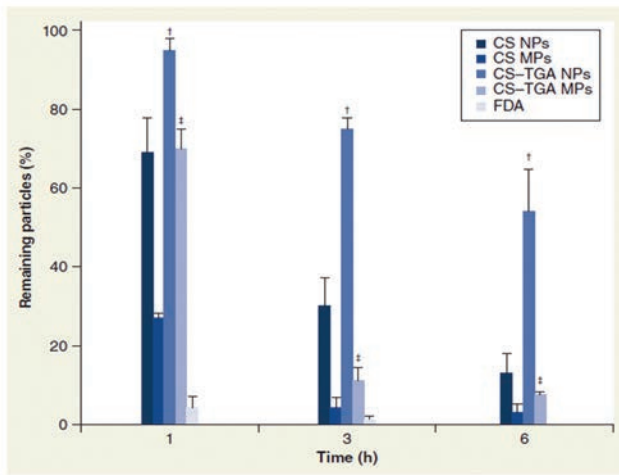 100
80
60
40
20
0
Remaining particles (%)
†
‡
†
‡
†
‡
CS NPs
CS MPs
CS–TGA NPs
CS–TGA MPs
FDA
1
3
6
Time (h)